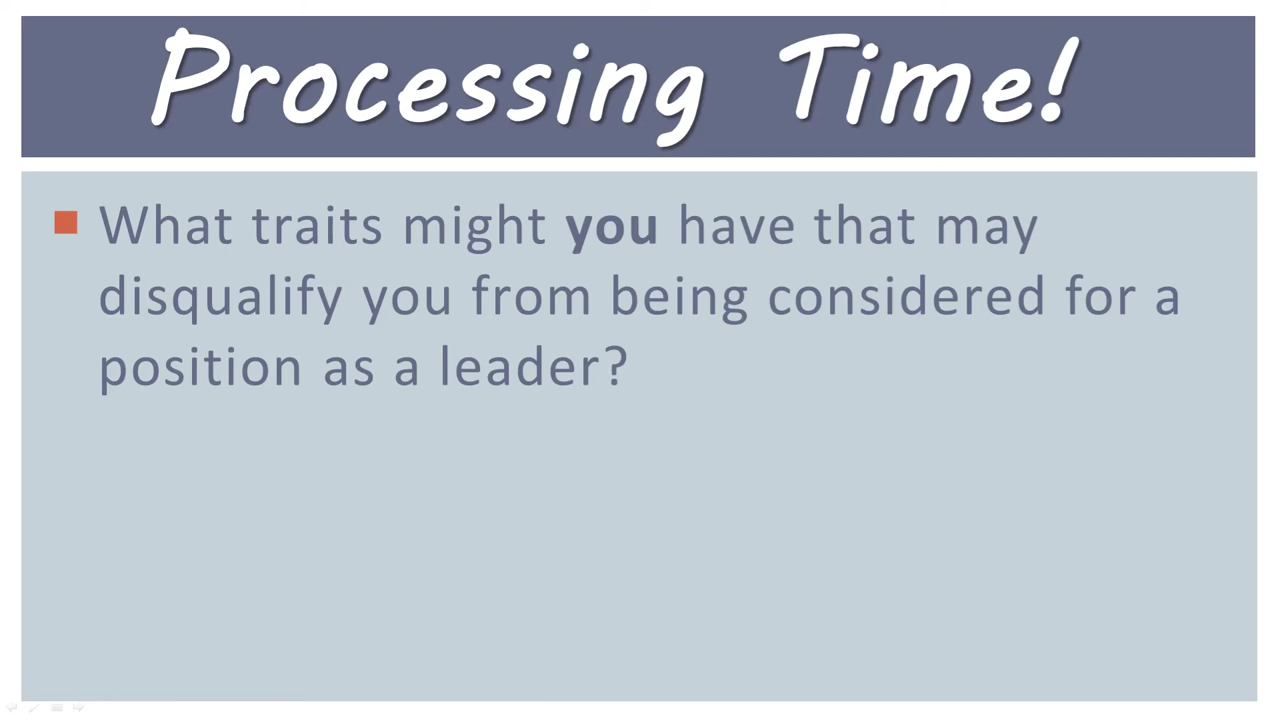 Processing Time!
What traits might you have that may
disqualify you from being considered for a
position as a leader?